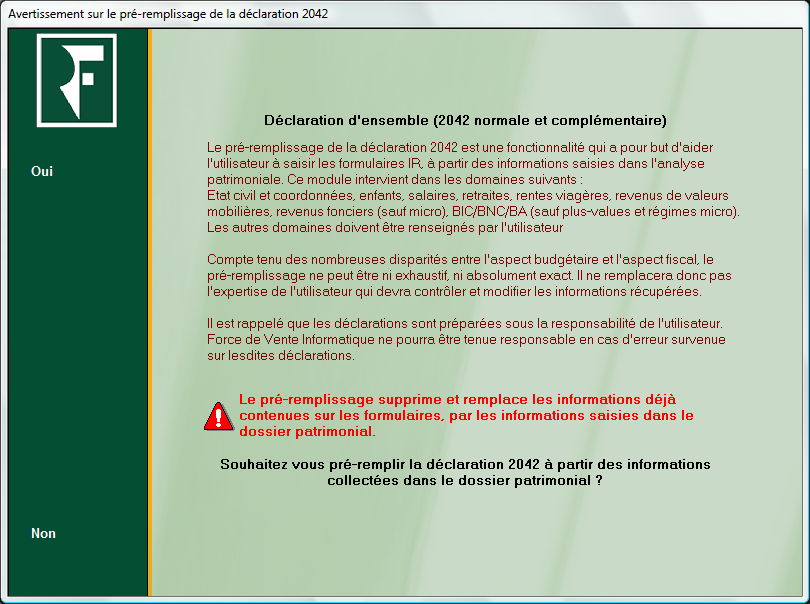 Avertissement sur le pré-remplissage de la déclaration 2042
Oui
Déclaration d'ensemble (2042 normale et complémentaire)
Le pré-remplissage de la déclaration 2042 est une fonctionnalité qui a pour but d'aider
l'utilisateur à saisir les formulaires IR, à partir des informations saisies dans l'analyse
patrimoniale. Ce module intervient dans les domaines suivants :
Etat civil et coordonnées, enfants, salaires, retraites, rentes viagères, revenus de valeurs
mobilières, revenus fonciers (sauf micro), BIC/BNC/BA (sauf plus-values et régimes micro).
Les autres domaines doivent être renseignés par l'utilisateur
Compte tenu des nombreuses disparités entre l'aspect budgétaire et l'aspect fiscal, le
pré-remplissage ne peut être ni exhaustif, ni absolument exact. Il ne remplacera donc pas
l'expertise de l'utilisateur qui devra contrôler et modifier les informations récupérées.
Il est rappelé que les déclarations sont préparées sous la responsabilité de l'utilisateur.
Force de Vente Informatique ne pourra être tenue responsable en cas d'erreur survenue
sur lesdites déclarations.
Le pré-remplissage supprime et remplace les informations déjà
contenues sur les formulaires, par les informations saisies dans le
dossier patrimonial.
Souhaitez vous pré-remplir la déclaration 2042 à partir des informations
collectées dans le dossier patrimonial ?
Non